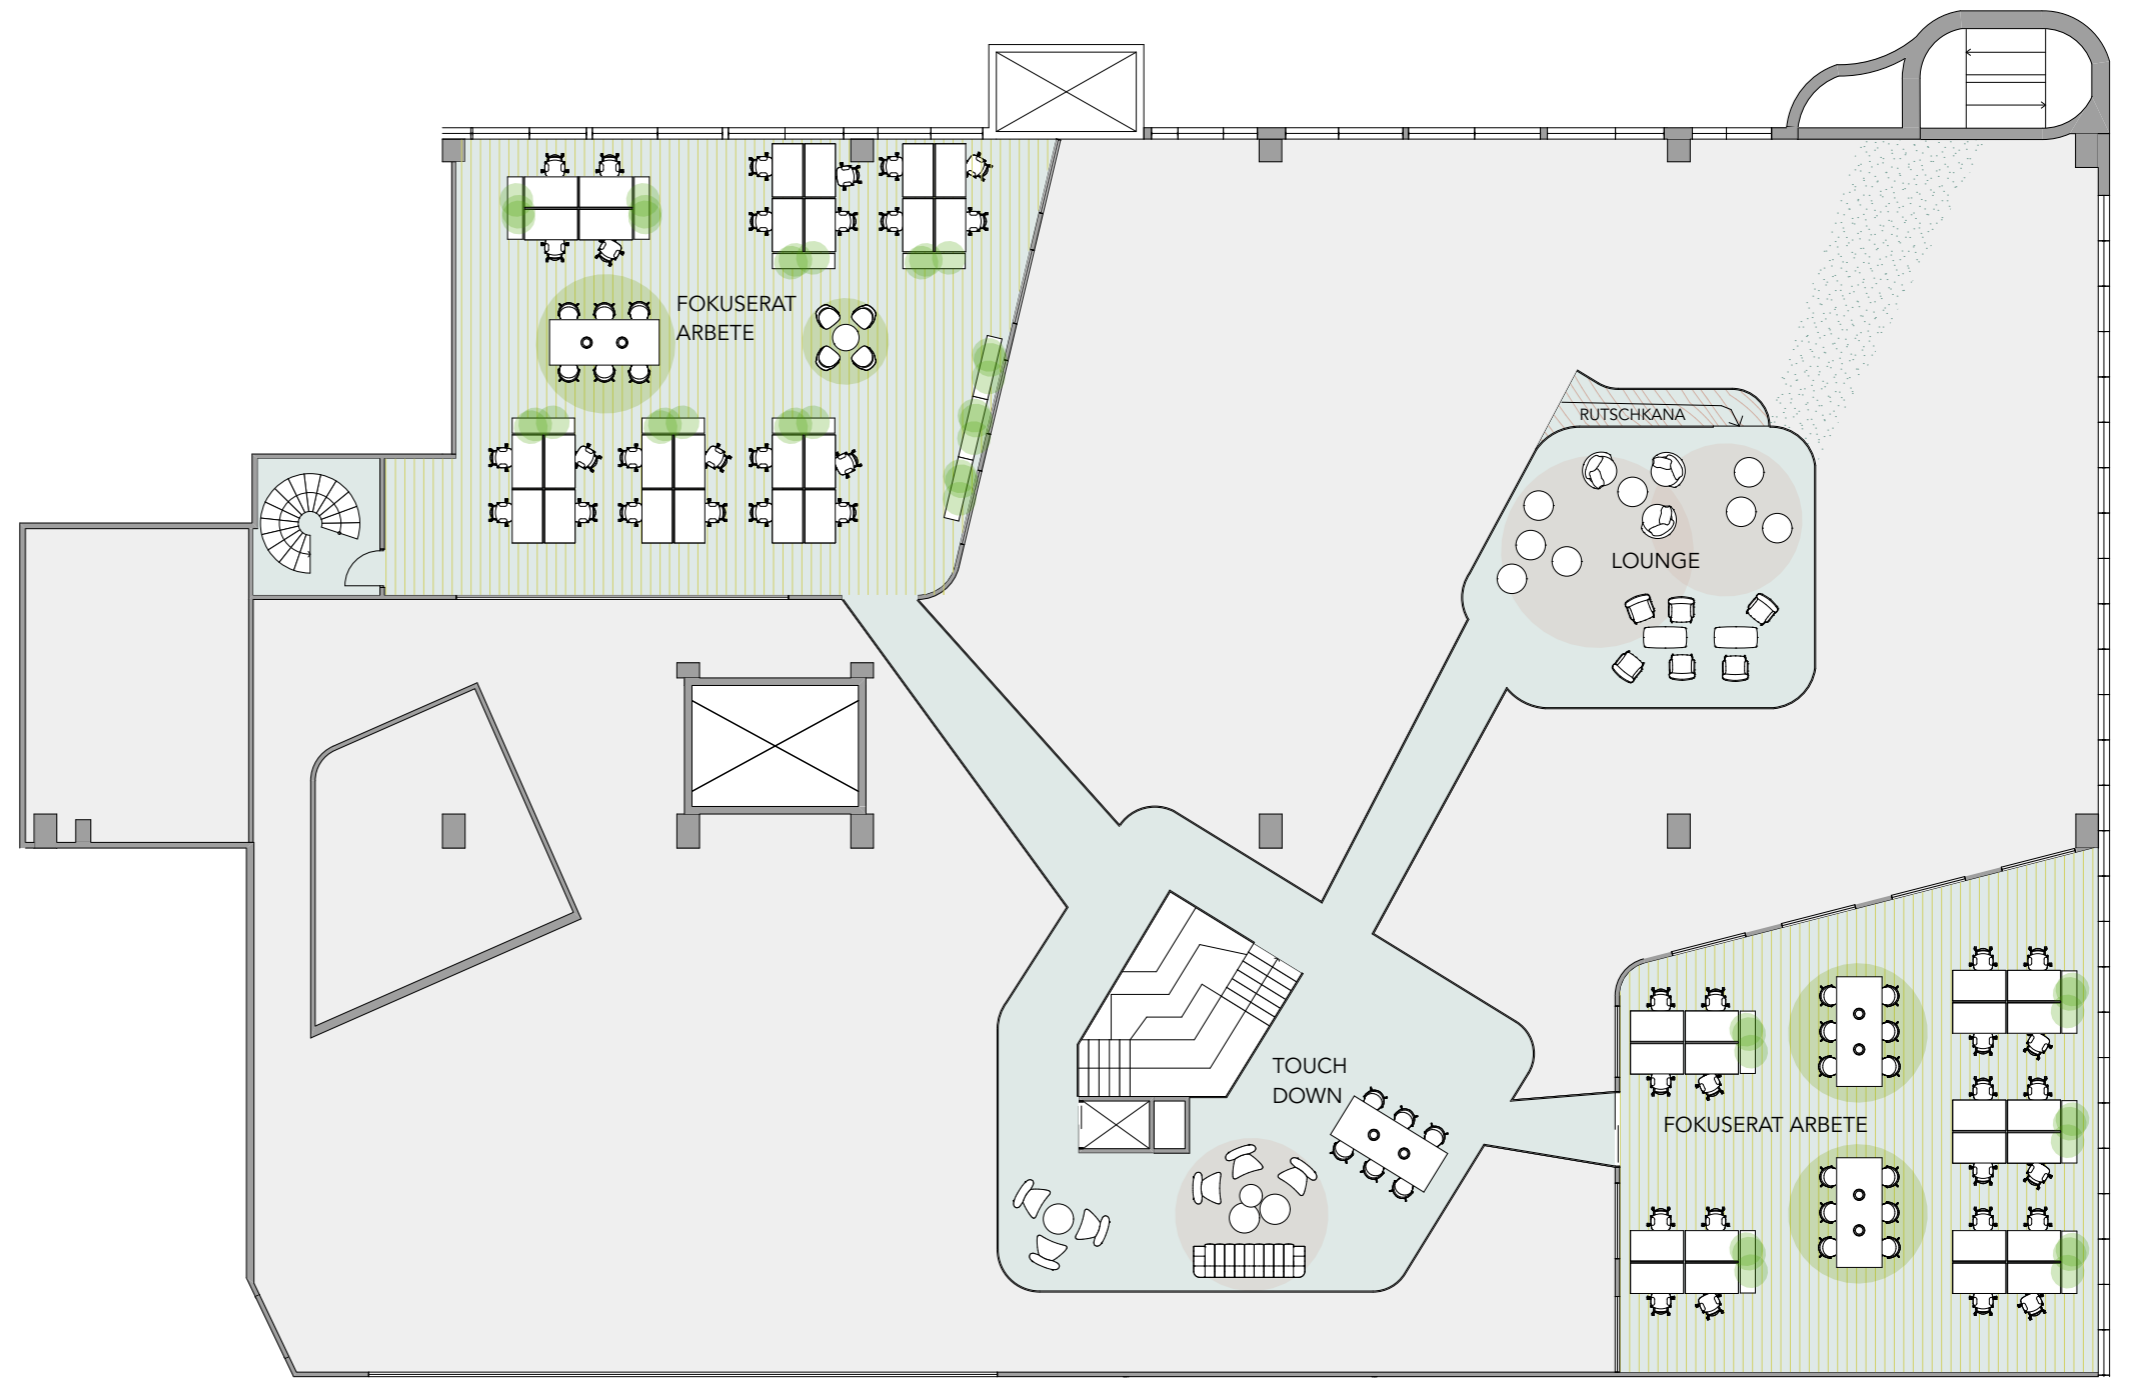 FOKUSERAT
ARBETE
RUTSCHKANA
LOUNGE
TOUCH
DOWN
FOKUSERAT ARBETE